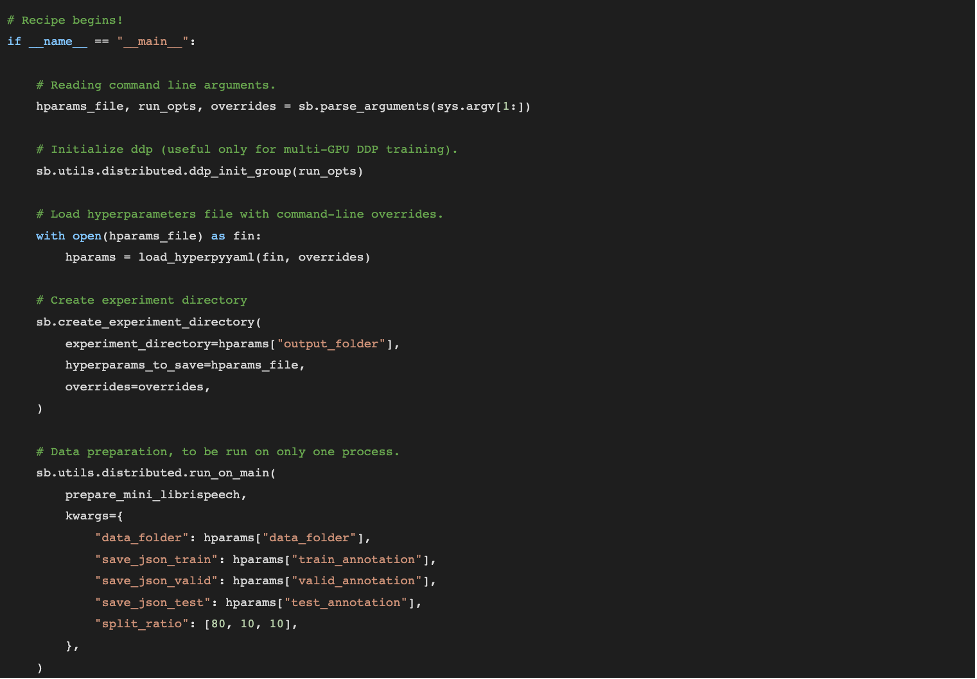 # Recipe begins!
if __name__ == "__main__":
# Reading command line arguments.
hparams_file, run_opts, overrides = sb.parse_arguments(sys.argv[1:])
# Initialize ddp (useful only for multi-GPU DDP training).
sb.utils.distributed.ddp_init_group(run_opts)
# Load hyperparameters file with command-line overrides.
with open(hparams_file) as fin:
hparams = load_hyperpyyaml(fin, overrides)
# Create experiment directory
sb.create_experiment_directory(
experiment_directory=hparams["output_folder"],
hyperparams_to_save=hparams_file,
overrides=overrides,
)
# Data preparation, to be run on only one process.
sb.utils.distributed.run_on_main(
prepare_mini_librispeech,
kwargs={
"data_folder": hparams["data_folder"],
"save_json_train": hparams["train_annotation"],
"save_json_valid": hparams["valid_annotation"],
"save_json_test": hparams["test_annotation"],
"split_ratio": [80, 10, 10],
},
)